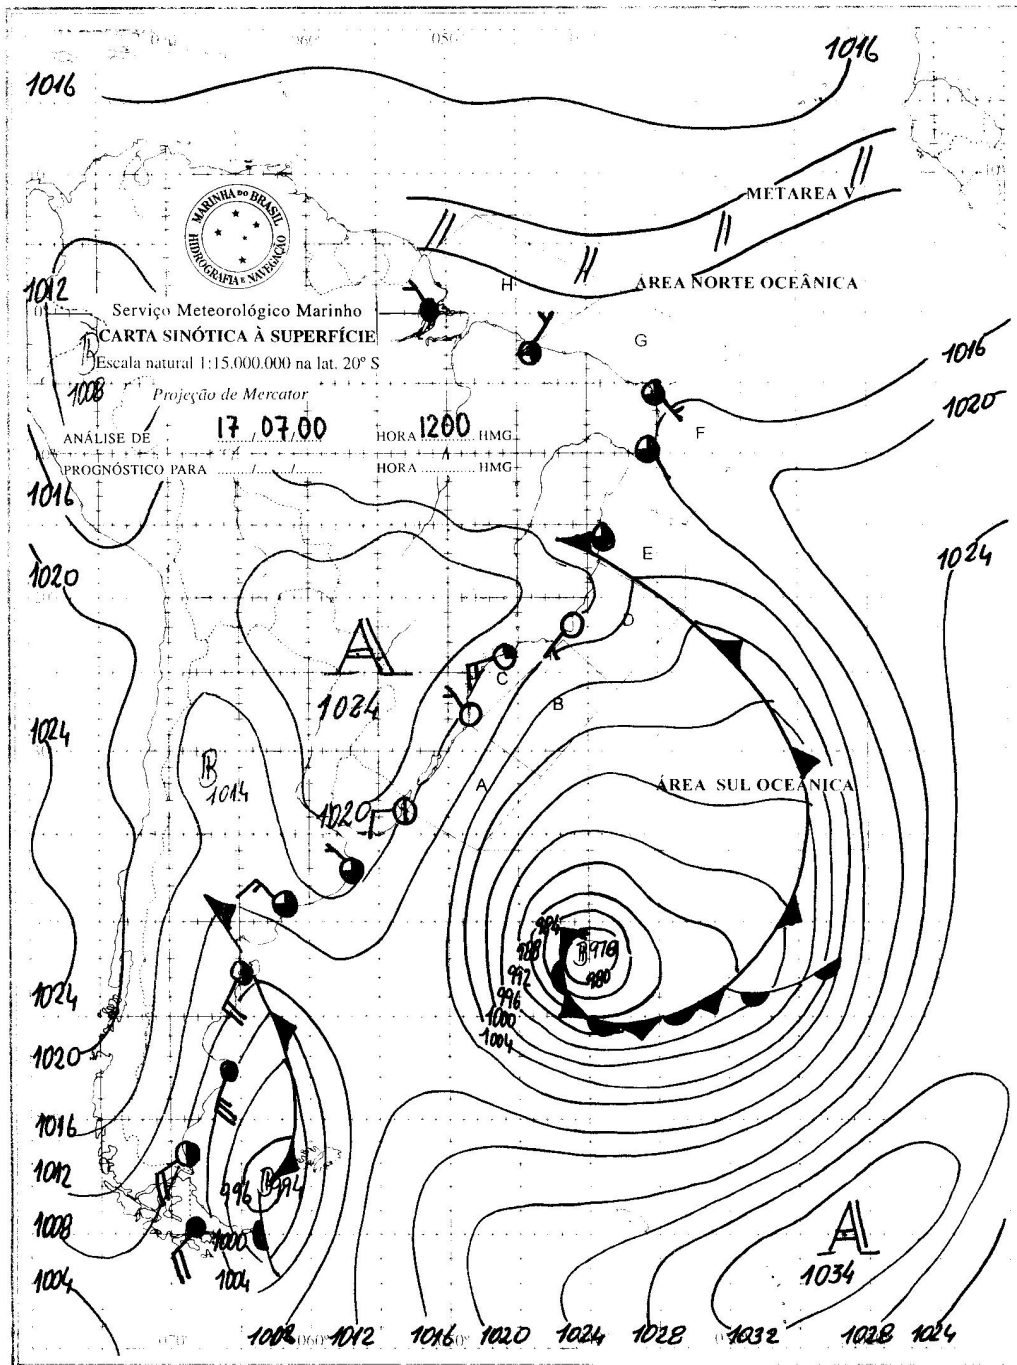 070 060 050
1016
1016
MARINHA DO BRASIL
HIDROGRAFIA E NAVEGAÇÃO
METAREA V
1012
H
ÁREA NORTE OCEÂNICA
Serviço Meteorológico Marinho
CARTA SINÓTICA À SUPERFÍCIE
B
Escala natural 1:15.000.000 na lat. 20° S
G
1008
Projeção de Mercator
1016
1020
ANÁLISE DE 17 / 07 / 00 HORA 1200 HMG
F
PROGNÓSTICO PARA ......../......../........ HORA ............ HMG
1016
1020
E
1024
D
A
1024
C
B
1024
B
1014
A
ÁREA SUL OCEÂNICA
1020
984
988
B 978
980
992
996
1000
1004
1024
1020
1016
1012
996
B 994
1008
1000
A
1034
1004
1004
1008 060 1012 1016 1020 1024 1028 1032 1028 1024